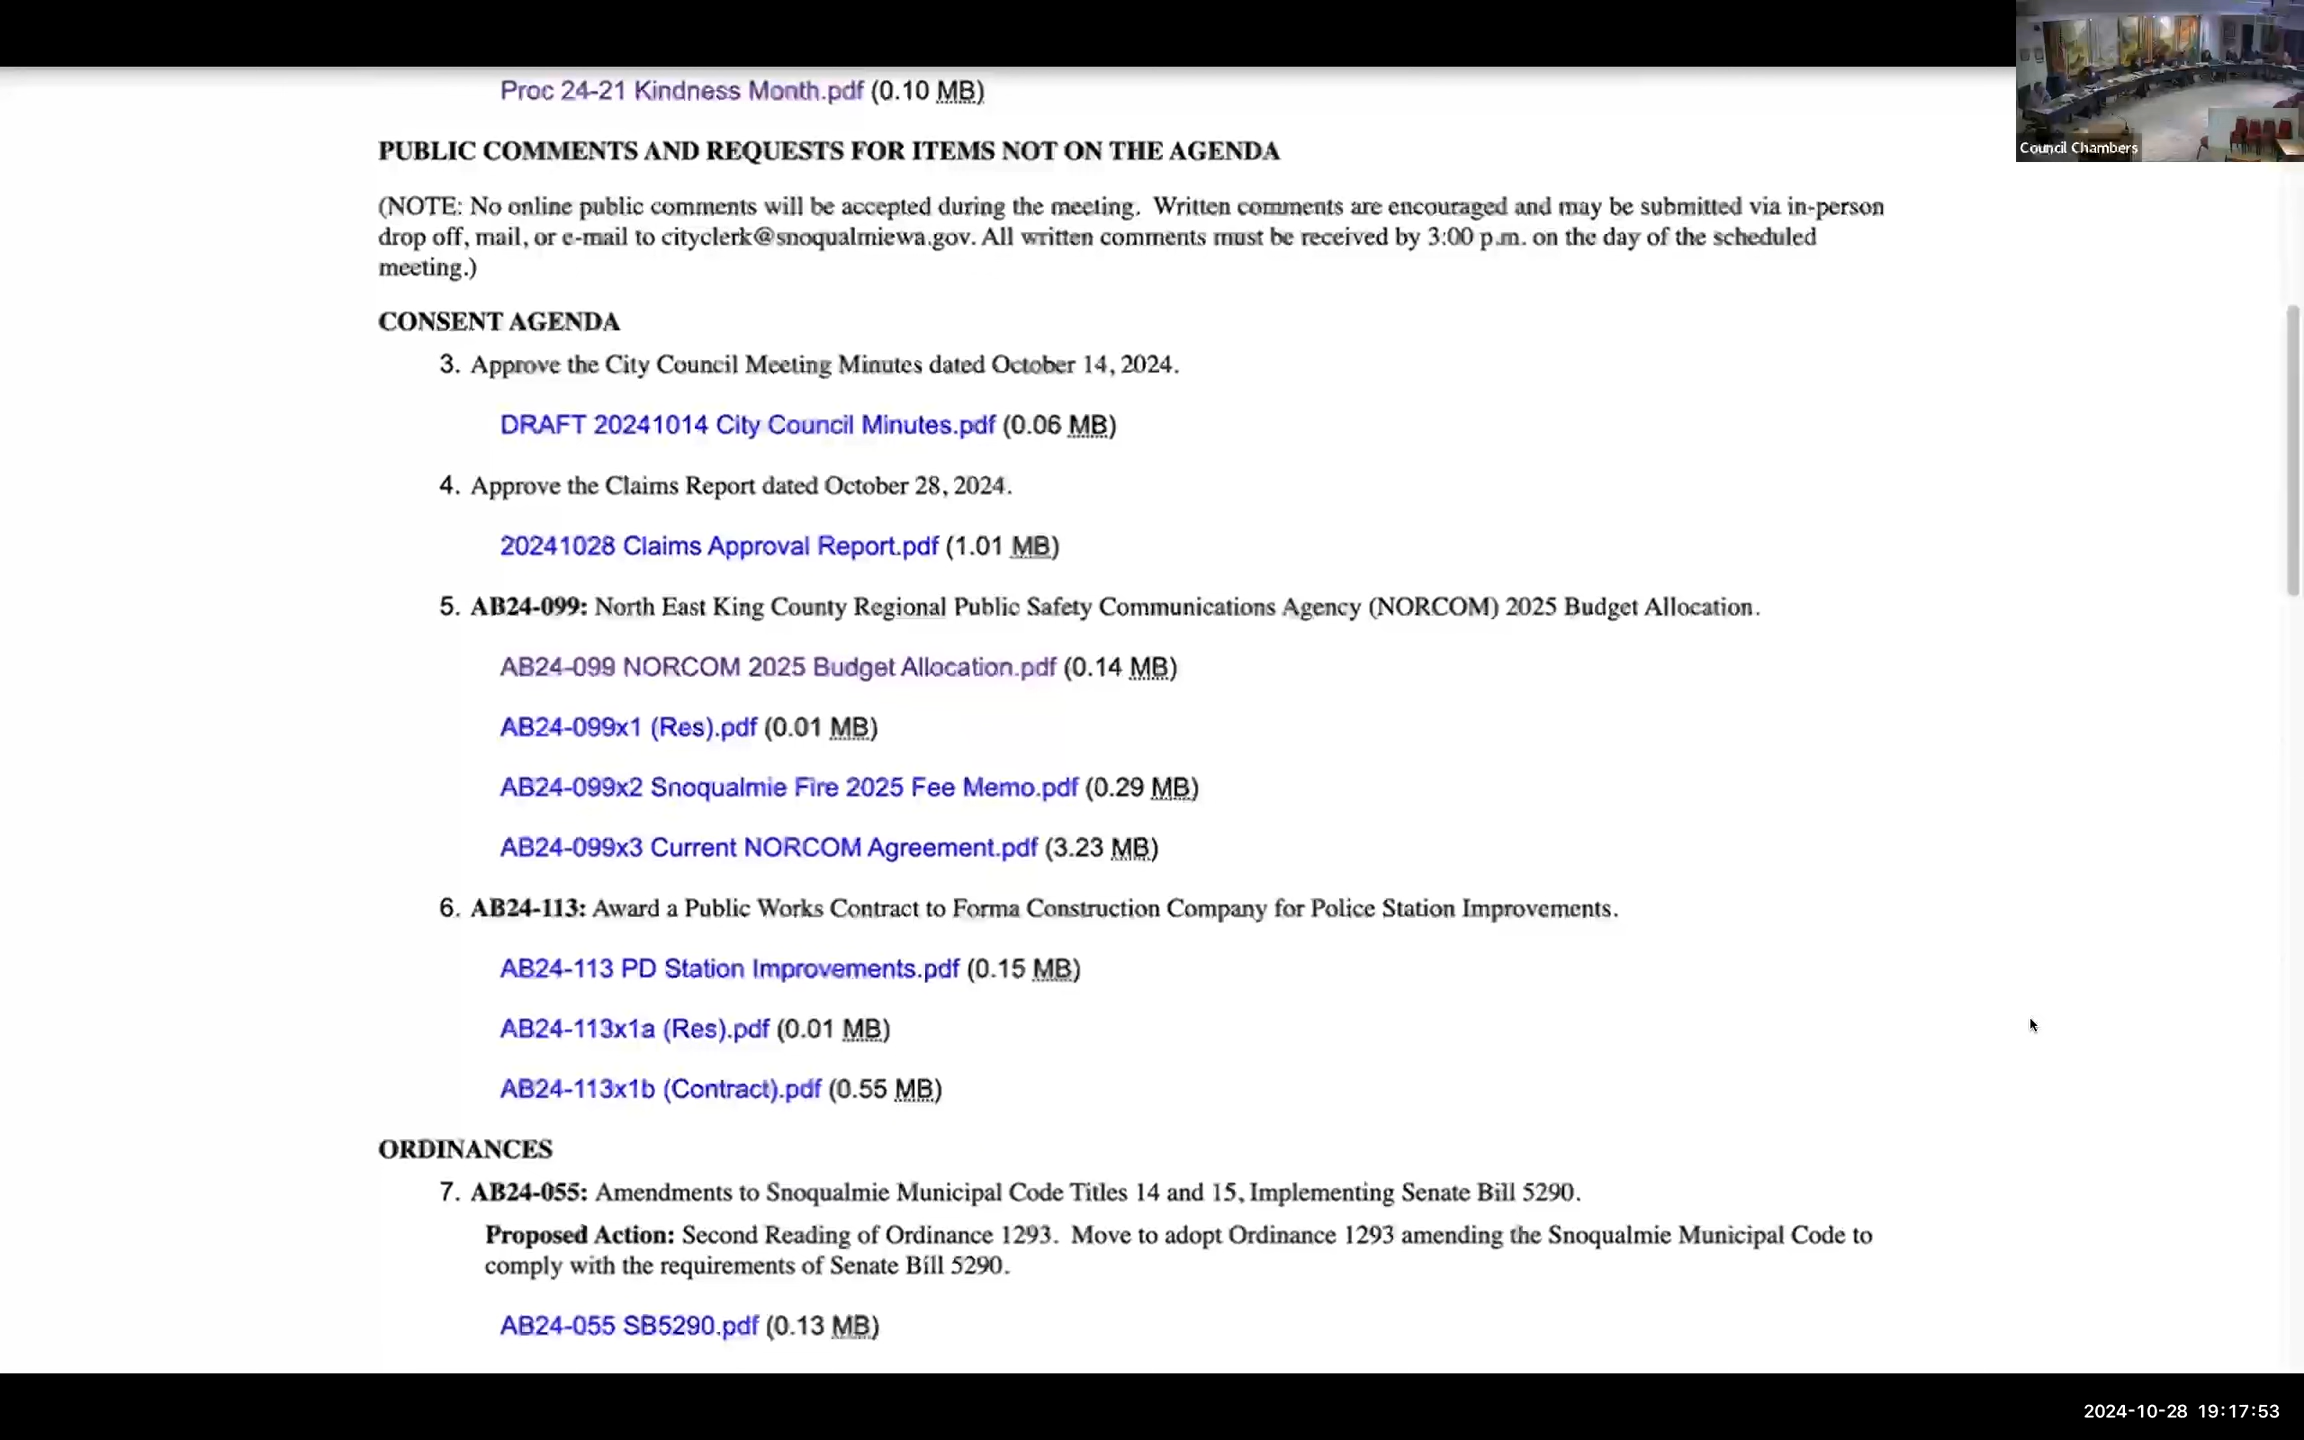 Proc 24-21 Kindness Month.pdf (0.10 MB)
Council Chambers
PUBLIC COMMENTS AND REQUESTS FOR ITEMS NOT ON THE AGENDA
(NOTE: No online public comments will be accepted during the meeting. Written comments are encouraged and may be submitted via in-person
drop off, mail, or e-mail to cityclerk@snoqualmiewa.gov. All written comments must be received by 3:00 p.m. on the day of the scheduled
meeting.)
CONSENT AGENDA
3. Approve the City Council Meeting Minutes dated October 14, 2024.
DRAFT 20241014 City Council Minutes.pdf (0.06 MB)
4. Approve the Claims Report dated October 28, 2024.
20241028 Claims Approval Report.pdf (1.01 MB)
5. AB24-099: North East King County Regional Public Safety Communications Agency (NORCOM) 2025 Budget Allocation.
AB24-099 NORCOM 2025 Budget Allocation.pdf (0.14 MB)
AB24-099x1 (Res).pdf (0.01 MB)
AB24-099x2 Snoqualmie Fire 2025 Fee Memo.pdf (0.29 MB)
AB24-099x3 Current NORCOM Agreement.pdf (3.23 MB)
6. AB24-113: Award a Public Works Contract to Forma Construction Company for Police Station Improvements.
AB24-113 PD Station Improvements.pdf (0.15 MB)
AB24-113x1a (Res).pdf (0.01 MB)
AB24-113x1b (Contract).pdf (0.55 MB)
ORDINANCES
7. AB24-055: Amendments to Snoqualmie Municipal Code Titles 14 and 15, Implementing Senate Bill 5290.
Proposed Action: Second Reading of Ordinance 1293. Move to adopt Ordinance 1293 amending the Snoqualmie Municipal Code to
comply with the requirements of Senate Bill 5290.
AB24-055 SB5290.pdf (0.13 MB)
2024-10-28 19:17:53